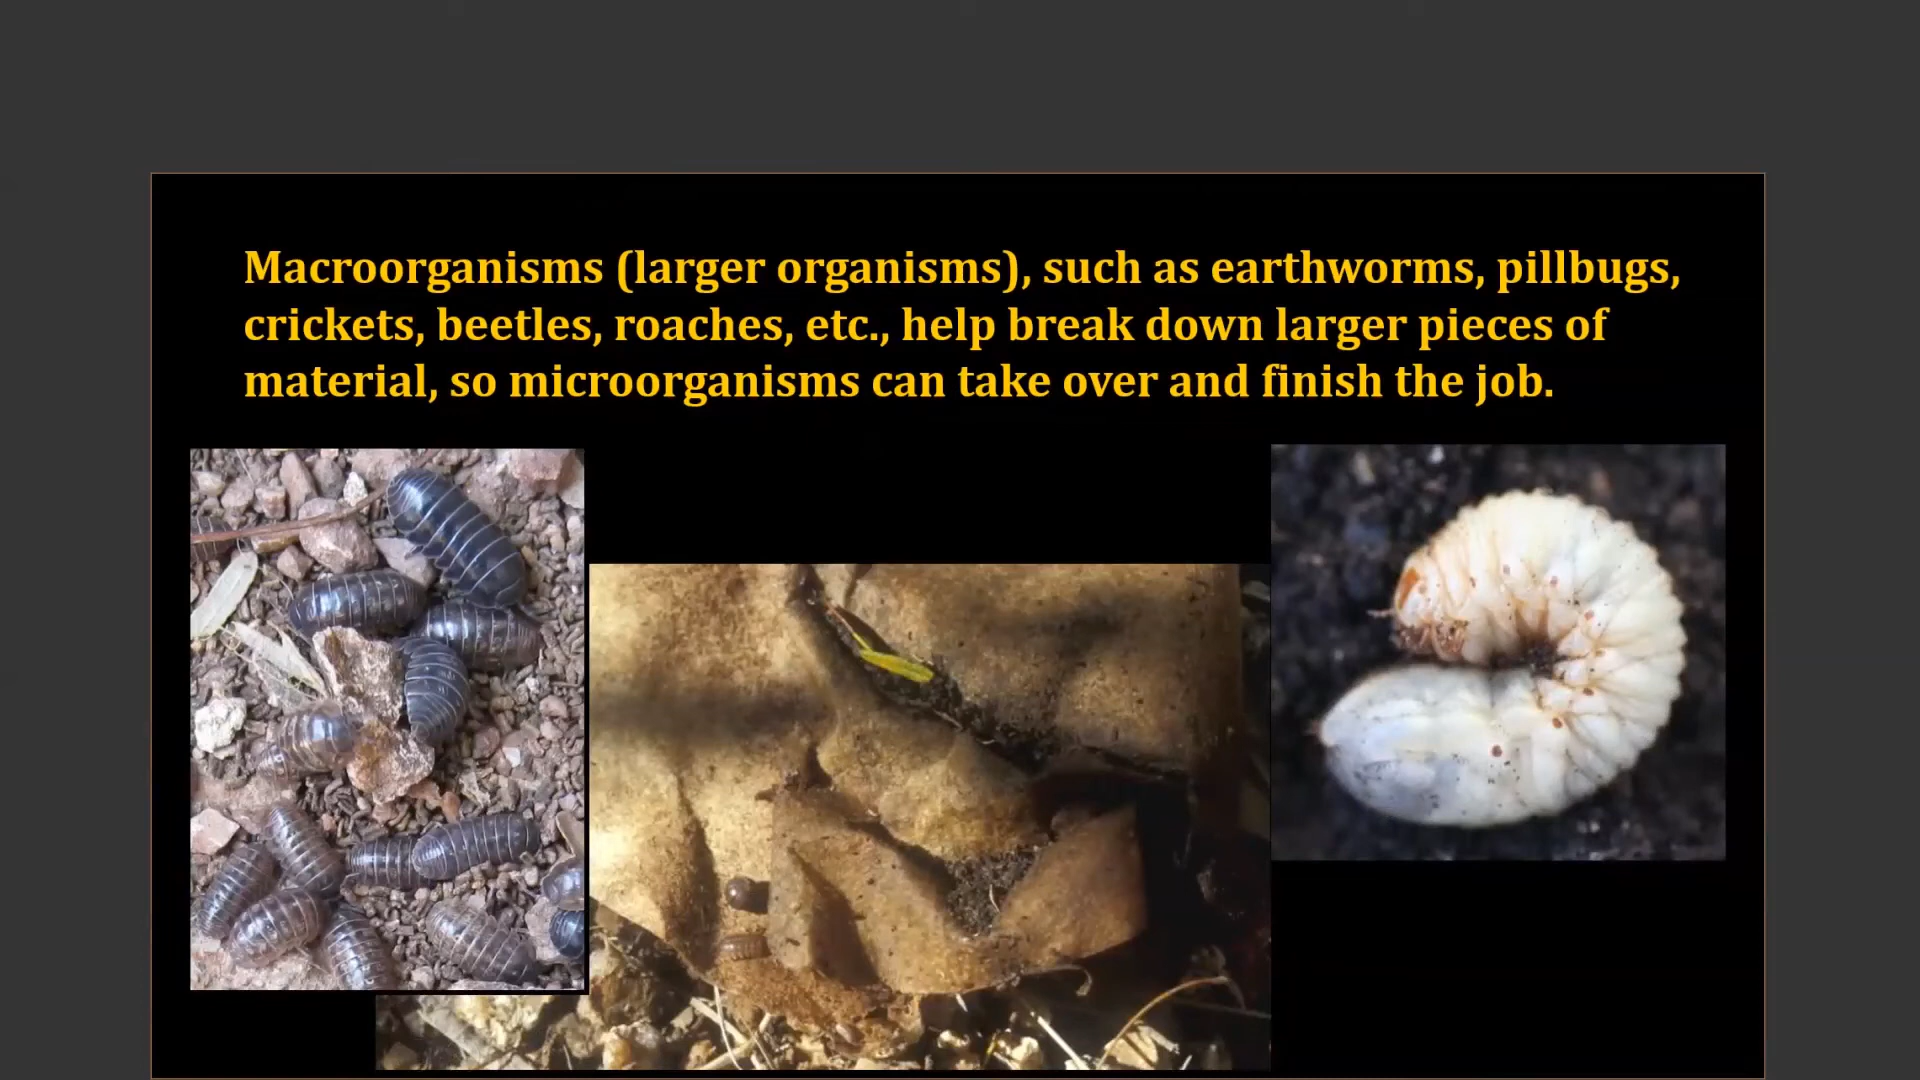 Macroorganisms (larger organisms), such as earthworms, pillbugs,
crickets, beetles, roaches, etc., help break down larger pieces of
material, so microorganisms can take over and finish the job.